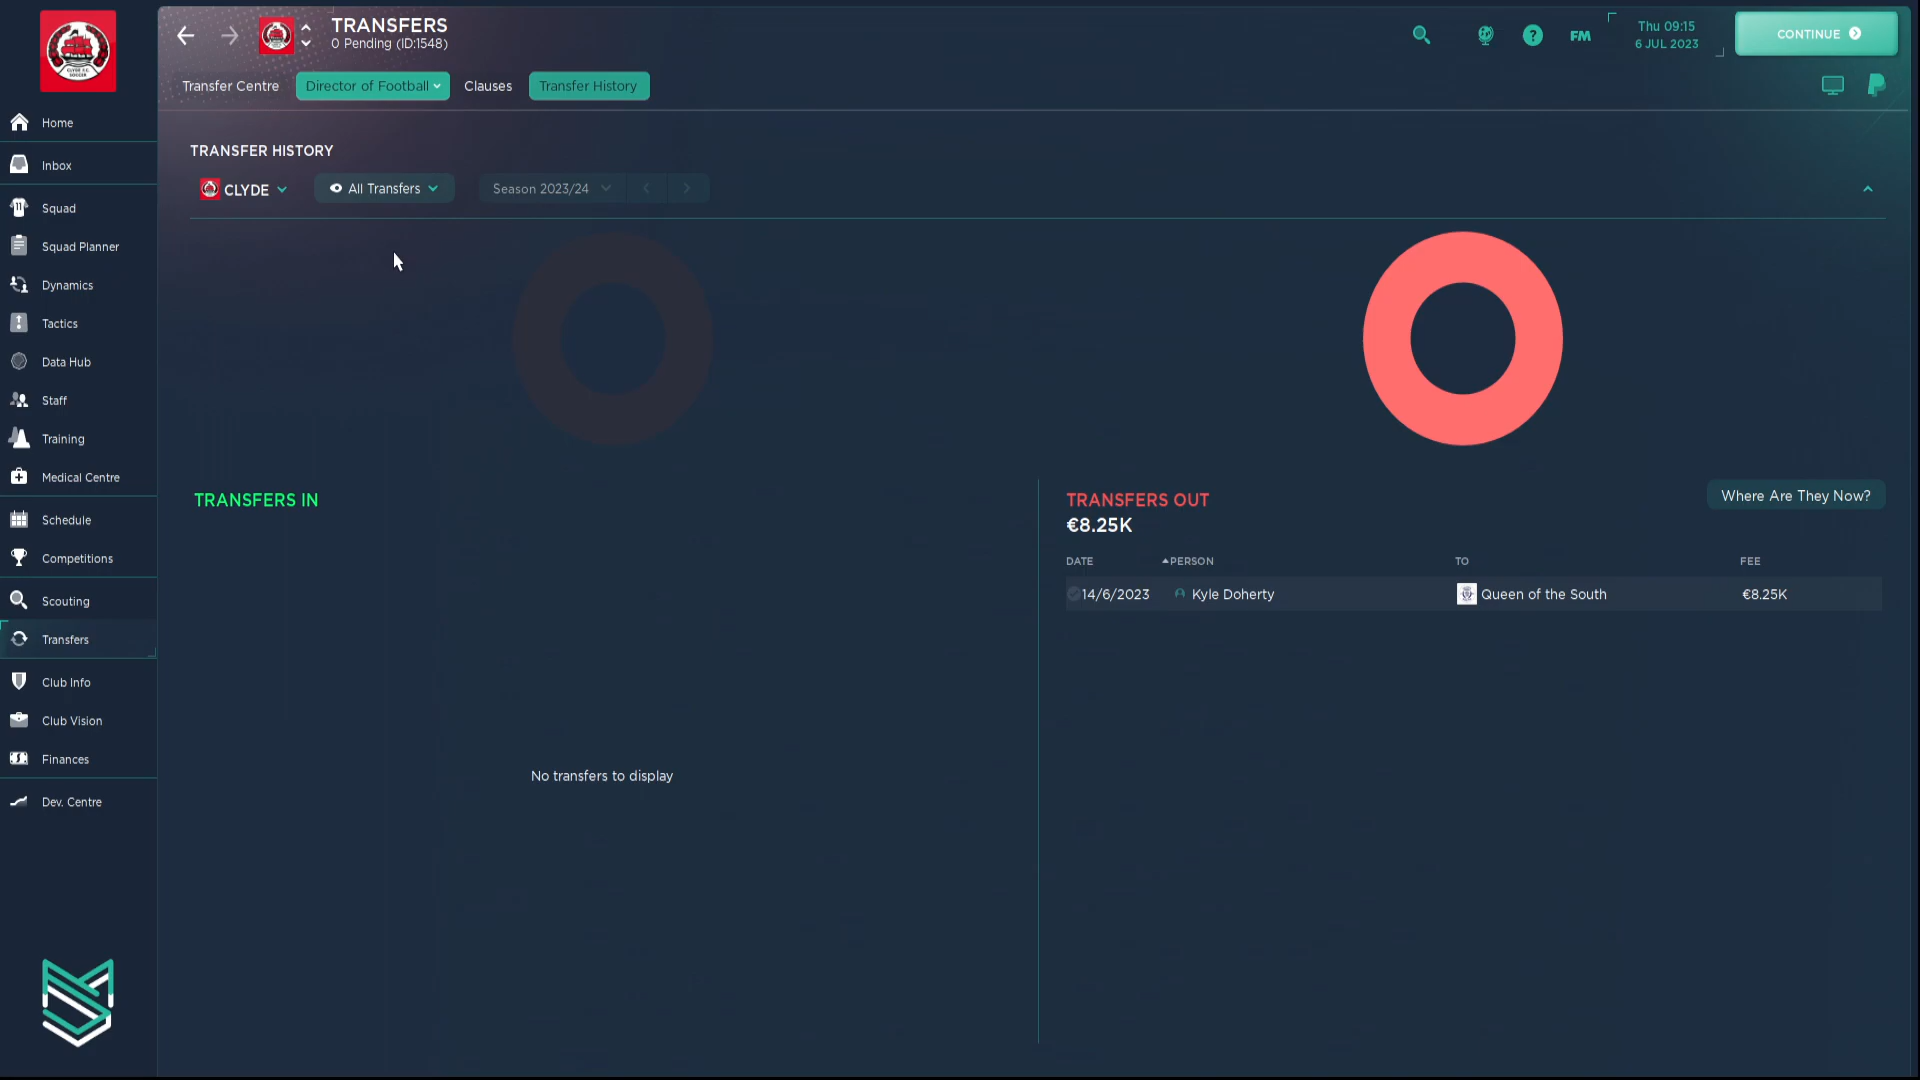 TRANSFERS
0 Pending (ID:1548)
FM
Thu 09:15
6 JUL 2023
CONTINUE
Transfer Centre
Director of Football
Clauses
Transfer History
Home
Inbox
Squad
Squad Planner
Dynamics
Tactics
Data Hub
Staff
Training
Medical Centre
Schedule
Competitions
Scouting
Transfers
Club Info
Club Vision
Finances
Dev. Centre
TRANSFER HISTORY
CLYDE
All Transfers
Season 2023/24
TRANSFERS IN
No transfers to display
TRANSFERS OUT
€8.25K
Where Are They Now?
DATE PERSON TO FEE
14/6/2023 Kyle Doherty Queen of the South €8.25K